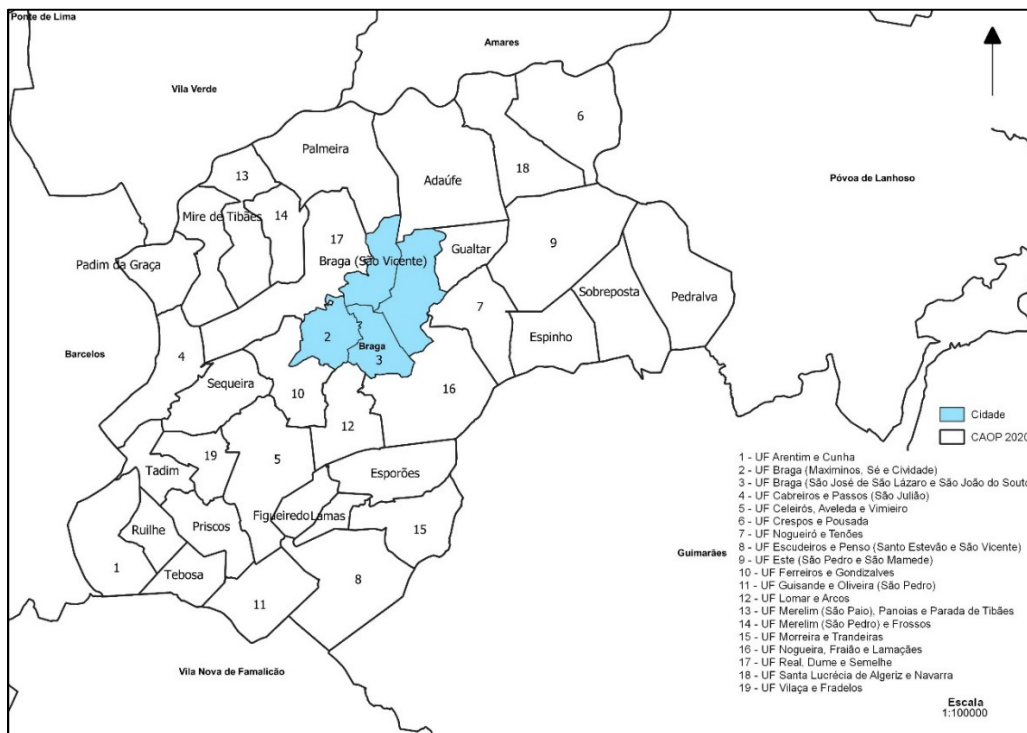 Ponte de Lima
Amares
Vila Verde
6
Palmeira
13
18
Adaúfe
Póvoa de Lanhoso
Mire de Tibães
14
17
Gualtar
9
Braga (São Vicente)
Padim da Graça
Sobreposta
Pedralva
7
2
Espinho
Braga
Barcelos
4
3
Sequeira
10
16
Cidade
12
CAOP 2020
19
5
Tadim
Esporões
Figueiredo
Lamas
Ruilhe
Priscos
15
Guimarães
1
Tebosa
8
11
Vila Nova de Famalicão
1 - UF Arentim e Cunha
2 - UF Braga (Maximinos, Sé e Cividade)
3 - UF Braga (São José de São Lázaro e São João do Souto
4 - UF Cabreiros e Passos (São Julião)
5 - UF Celeirós, Aveleda e Vimieiro
6 - UF Crespos e Pousada
7 - UF Nogueiró e Tenões
8 - UF Escudeiros e Penso (Santo Estevão e São Vicente)
9 - UF Este (São Pedro e São Mamede)
10 - UF Ferreiros e Gondizalves
11 - UF Guisande e Oliveira (São Pedro)
12 - UF Lomar e Arcos
13 - UF Merelim (São Paio), Panoias e Parada de Tibães
14 - UF Merelim (São Pedro) e Frossos
15 - UF Morreira e Trandeiras
16 - UF Nogueira, Fraião e Lamaçães
17 - UF Real, Dume e Semelhe
18 - UF Santa Lucrécia de Algeriz e Navarra
19 - UF Vilaça e Fradelos
Escala
1:100000